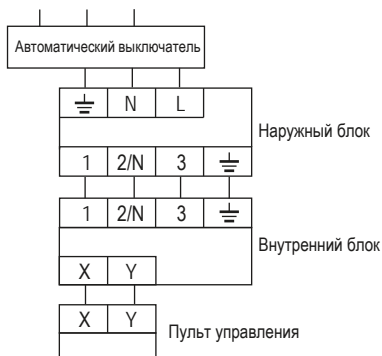 Автоматический выключатель
N L
Наружный блок
1 2/N 3
1 2/N 3
Внутренний блок
X Y
X Y
Пульт управления